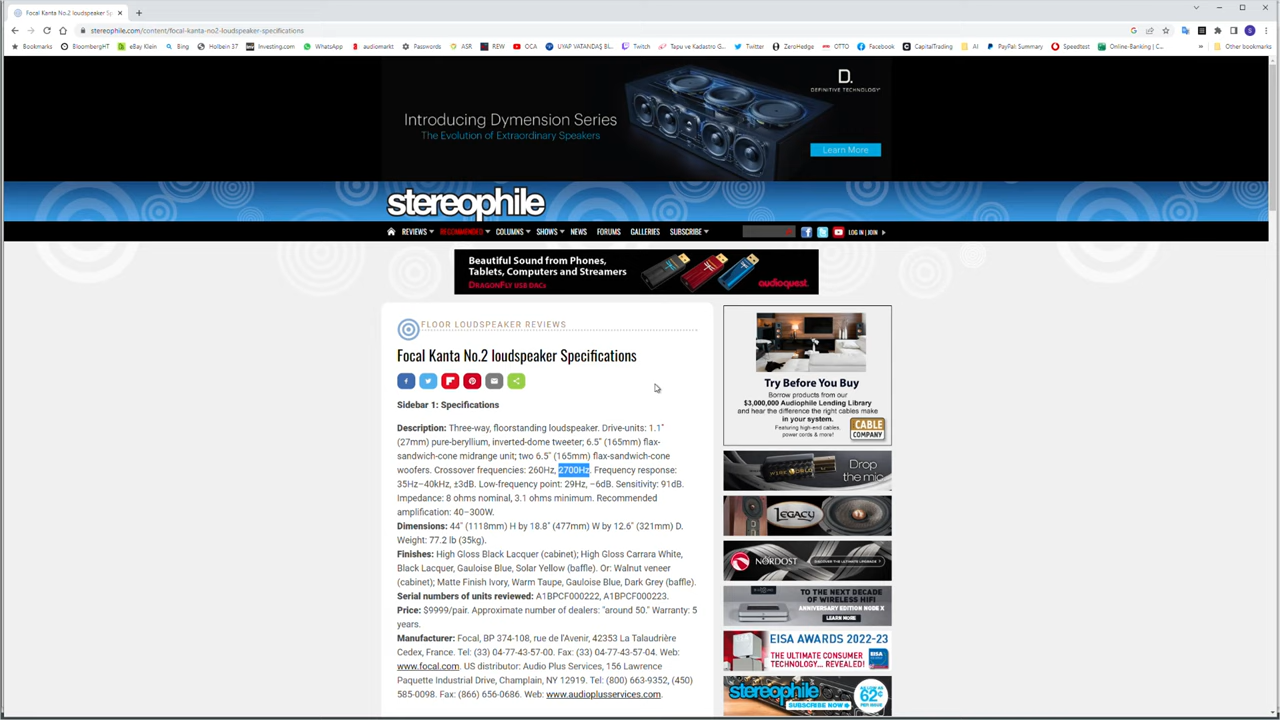 Focal Kanta No.2 loudspeaker S
stereophile.com/content/focal-kanta-no2-loudspeaker-specifications
Bookmarks BloombergHT eBay Klein Bing Holbein 37 Investing.com WhatsApp audiomarkt Passwords ASR REW OCA UYAP VATANDAŞ Bİ... Twitch Tapu ve Kadastro G... Twitter ZeroHedge OTTO Facebook CapitalTrading AI PayPal: Summary Speedtest Online-Banking | C... » Other bookmarks
D.
DEFINITIVE TECHNOLOGY
Introducing Dymension Series
The Evolution of Extraordinary Speakers
Learn More
stereophile
REVIEWS RECOMMENDED COLUMNS SHOWS NEWS FORUMS GALLERIES SUBSCRIBE LOG IN | JOIN
Beautiful Sound from Phones,
Tablets, Computers and Streamers
DRAGONFLY USB DACs
audioquest
FLOOR LOUDSPEAKER REVIEWS
Focal Kanta No.2 loudspeaker Specifications
Sidebar 1: Specifications
Description: Three-way, floorstanding loudspeaker. Drive-units: 1.1"
(27mm) pure-beryllium, inverted-dome tweeter; 6.5" (165mm) flax-
sandwich-cone midrange unit; two 6.5" (165mm) flax-sandwich-cone
woofers. Crossover frequencies: 260Hz, 2700Hz. Frequency response:
35Hz–40kHz, ±3dB. Low-frequency point: 29Hz, –6dB. Sensitivity: 91dB.
Impedance: 8 ohms nominal, 3.1 ohms minimum. Recommended
amplification: 40–300W.
Dimensions: 44" (1118mm) H by 18.8" (477mm) W by 12.6" (321mm) D.
Weight: 77.2 lb (35kg).
Finishes: High Gloss Black Lacquer (cabinet); High Gloss Carrara White,
Black Lacquer, Gauloise Blue, Solar Yellow (baffle). Or: Walnut veneer
(cabinet); Matte Finish Ivory, Warm Taupe, Gauloise Blue, Dark Grey (baffle).
Serial numbers of units reviewed: A1BPCF000222, A1BPCF000223.
Price: $9999/pair. Approximate number of dealers: "around 50." Warranty: 5
years.
Manufacturer: Focal, BP 374-108, rue de l'Avenir, 42353 La Talaudière
Cedex, France. Tel: (33) 04-77-43-57-00. Fax: (33) 04-77-43-57-04. Web:
www.focal.com. US distributor: Audio Plus Services, 156 Lawrence
Paquette Industrial Drive, Champlain, NY 12919. Tel: (800) 663-9352, (450)
585-0098. Fax: (866) 656-0686. Web: www.audioplusservices.com.
Try Before You Buy
Borrow products from our
$3,000,000 Audiophile Lending Library
and hear the difference the right cables make
in your system.
Featuring high-end cables,
power cords & more!
CABLE
COMPANY
Drop
the mic
LEGACY
NORDOST
DISCOVER THE ULTIMATE UPGRADE
TO THE NEXT DECADE
OF WIRELESS HIFI
ANNIVERSARY EDITION NODE X
LEARN MORE
EISA AWARDS 2022-23
THE ULTIMATE CONSUMER
TECHNOLOGY... REVEALED!
EISA
stereophile
SUBSCRIBE NOW
AS LOW AS
62¢
PER ISSUE